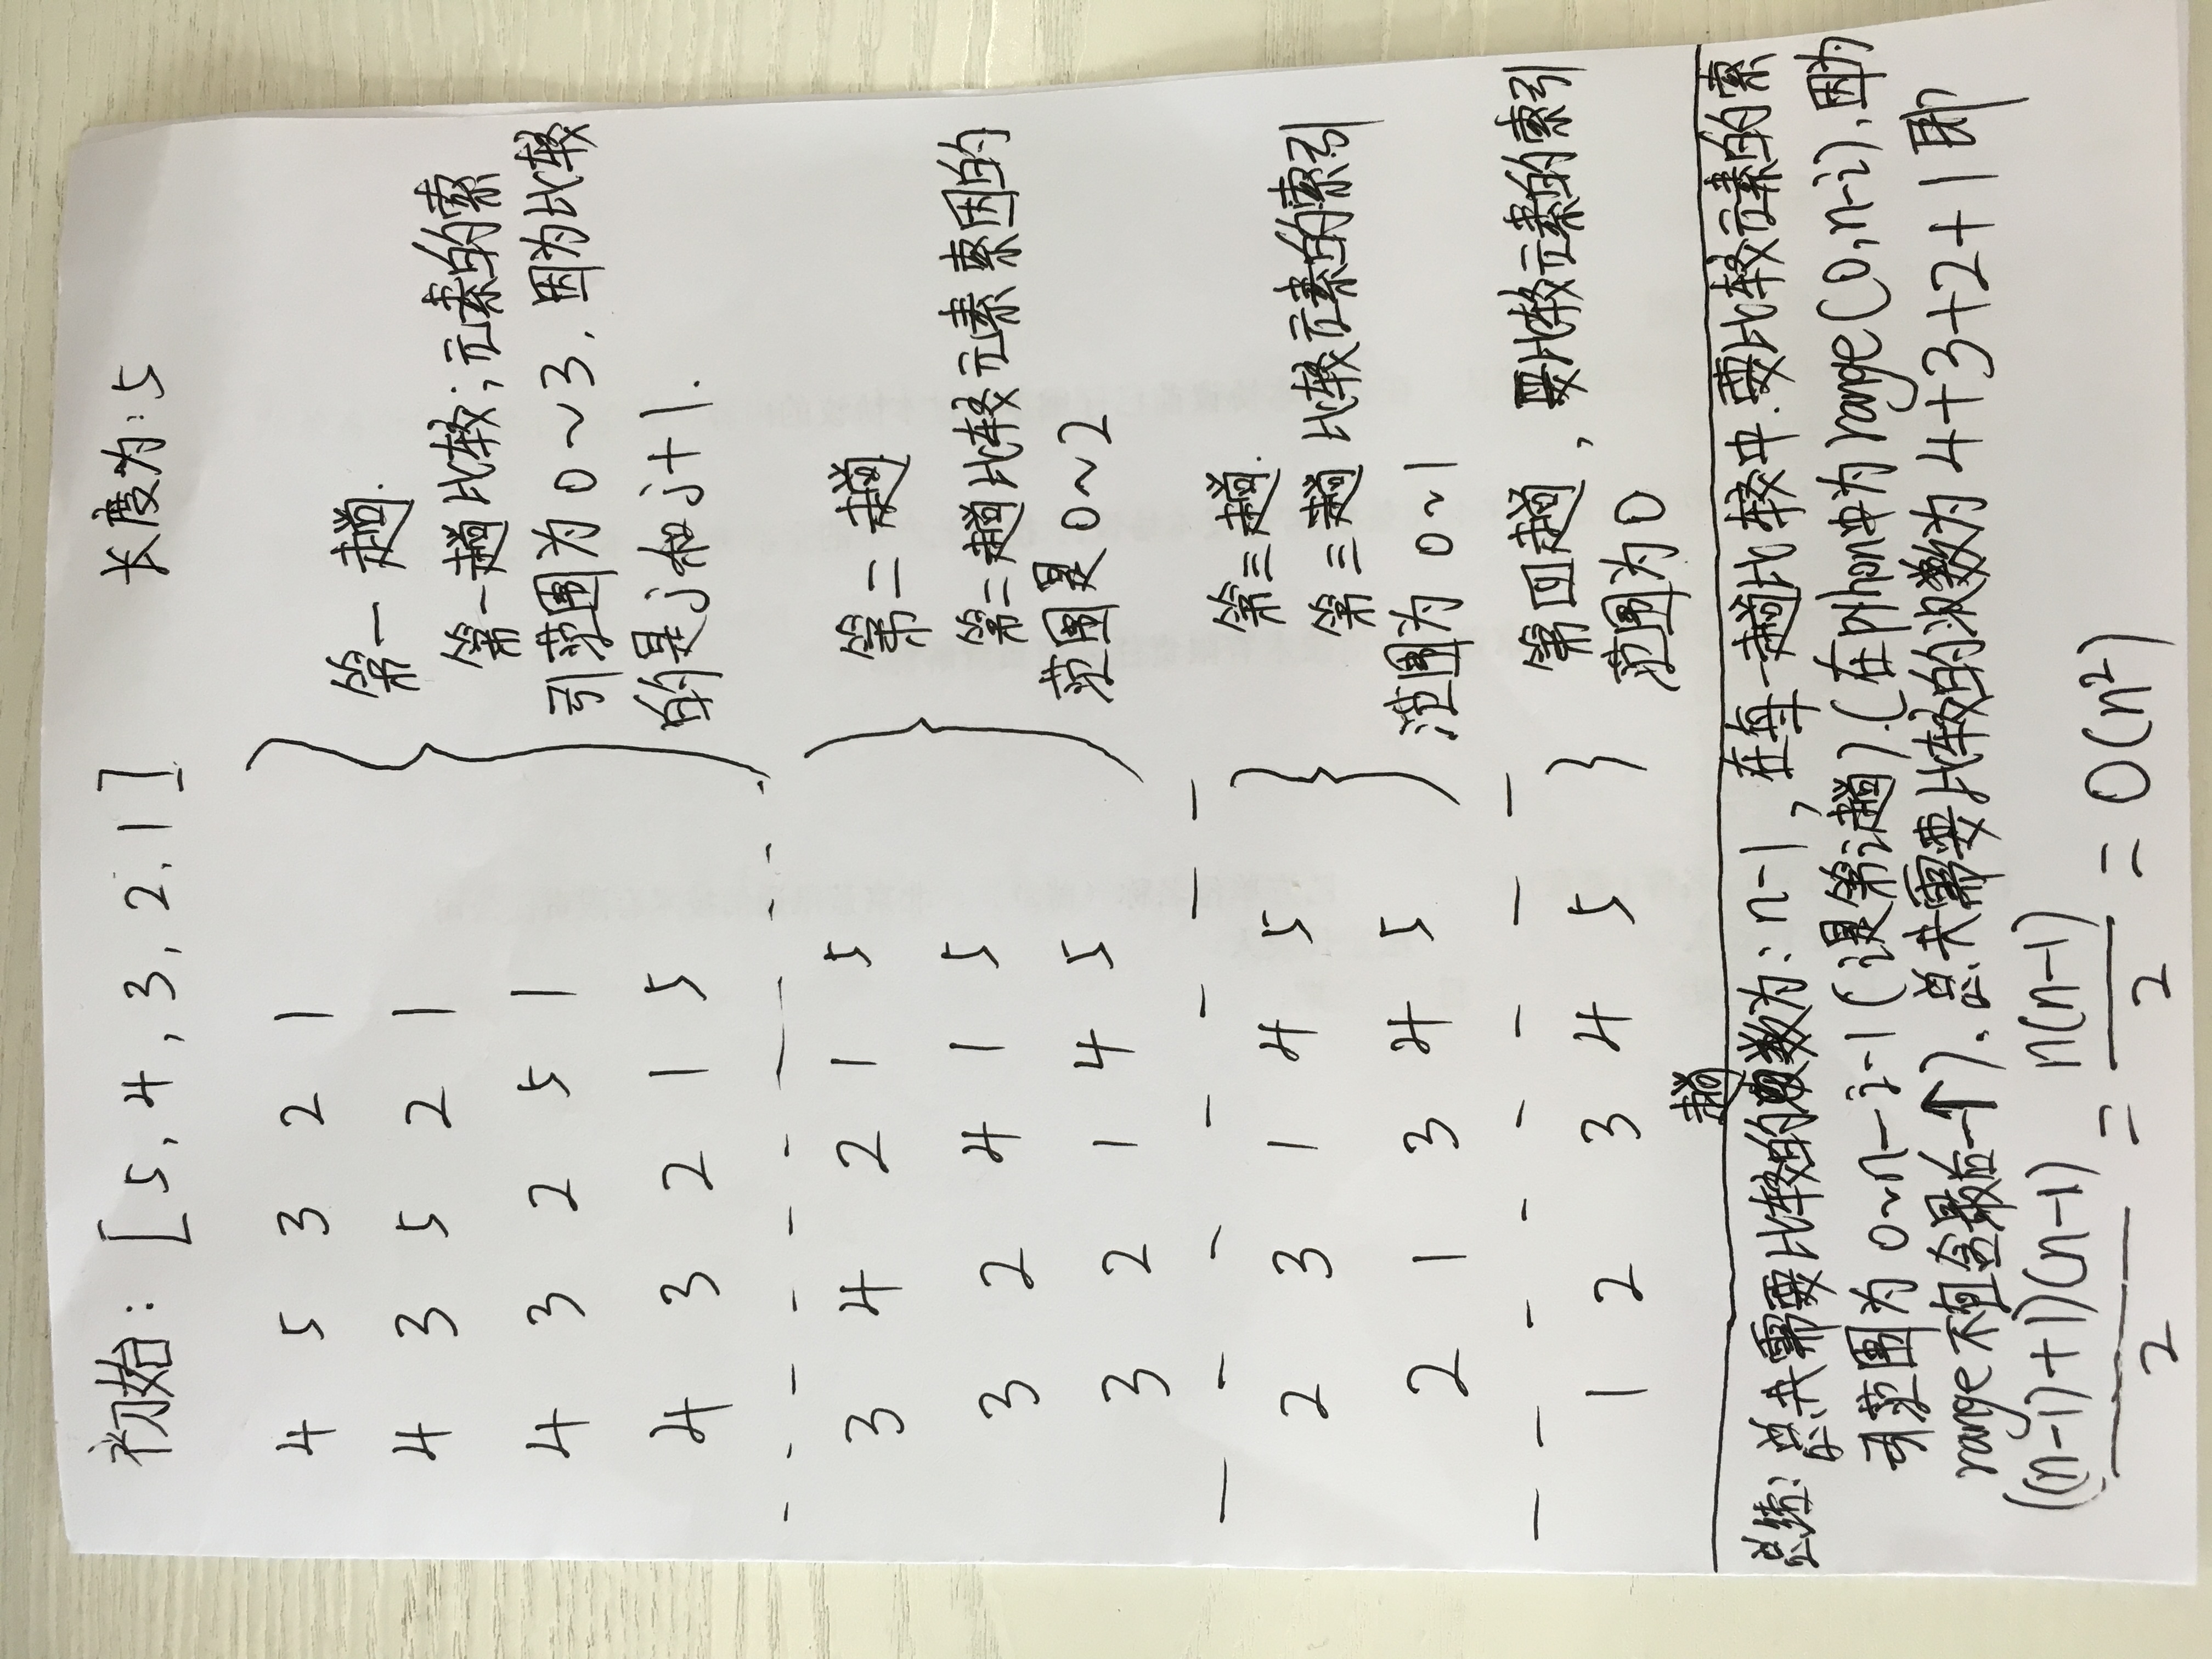 初始: [5, 4, 3, 2, 1] 长度为: 5
4 5 3 2 1
4 3 5 2 1
4 3 2 5 1
4 3 2 1 5
第一趟.
第一趟比较; 元素的索
引范围为 0~3, 因为比较
的是 j 和 j+1.
3 4 2 1 5
3 2 4 1 5
3 2 1 4 5
第二趟
第二趟比较元素索因的
范围是 0~2
2 3 1 4 5
2 1 3 4 5
第三趟.
第三趟比较元素的索引
范围为 0~1
1 2 3 4 5
第四趟, 要比较元素的索引
范围为 0
趟
总结: 总共需要比较的数为: n-1, 在每一趟比较中.要比较元素的索
引范围为 0~n-i-1 (i是第i趟).(在python中为range(0,n-i),因为
range不包含最后一个). 总共需要比较的次数为 4+3+2+1 即
((n-1)+1)(n-1)/2 = n(n-1)/2 = O(n²)